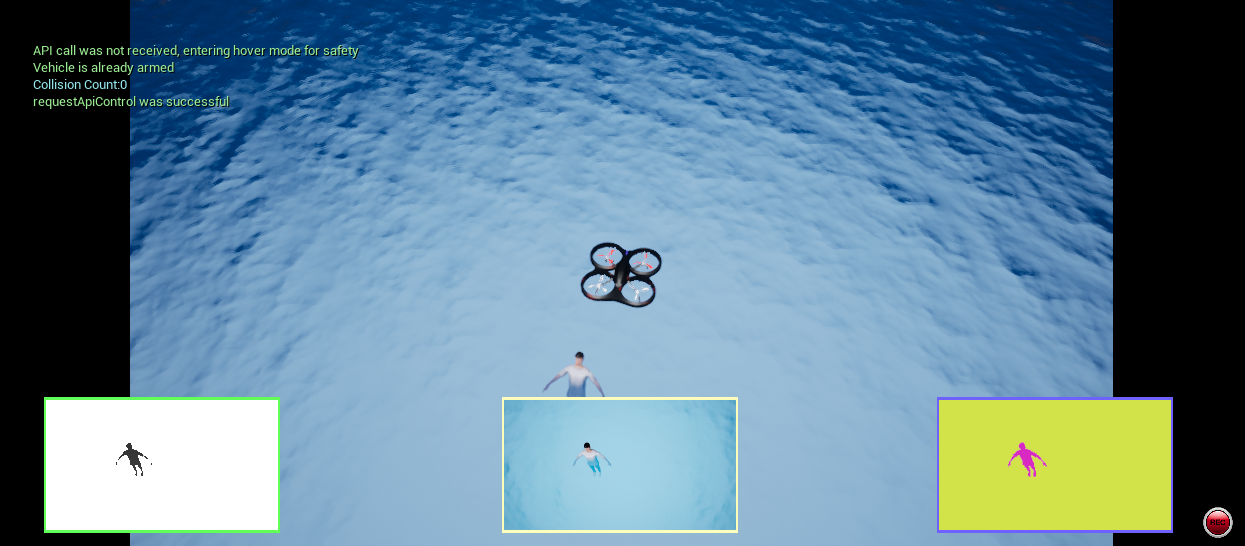 API call was not received, entering hover mode for safety
Vehicle is already armed
Collision Count:0
requestApiControl was successful
REC